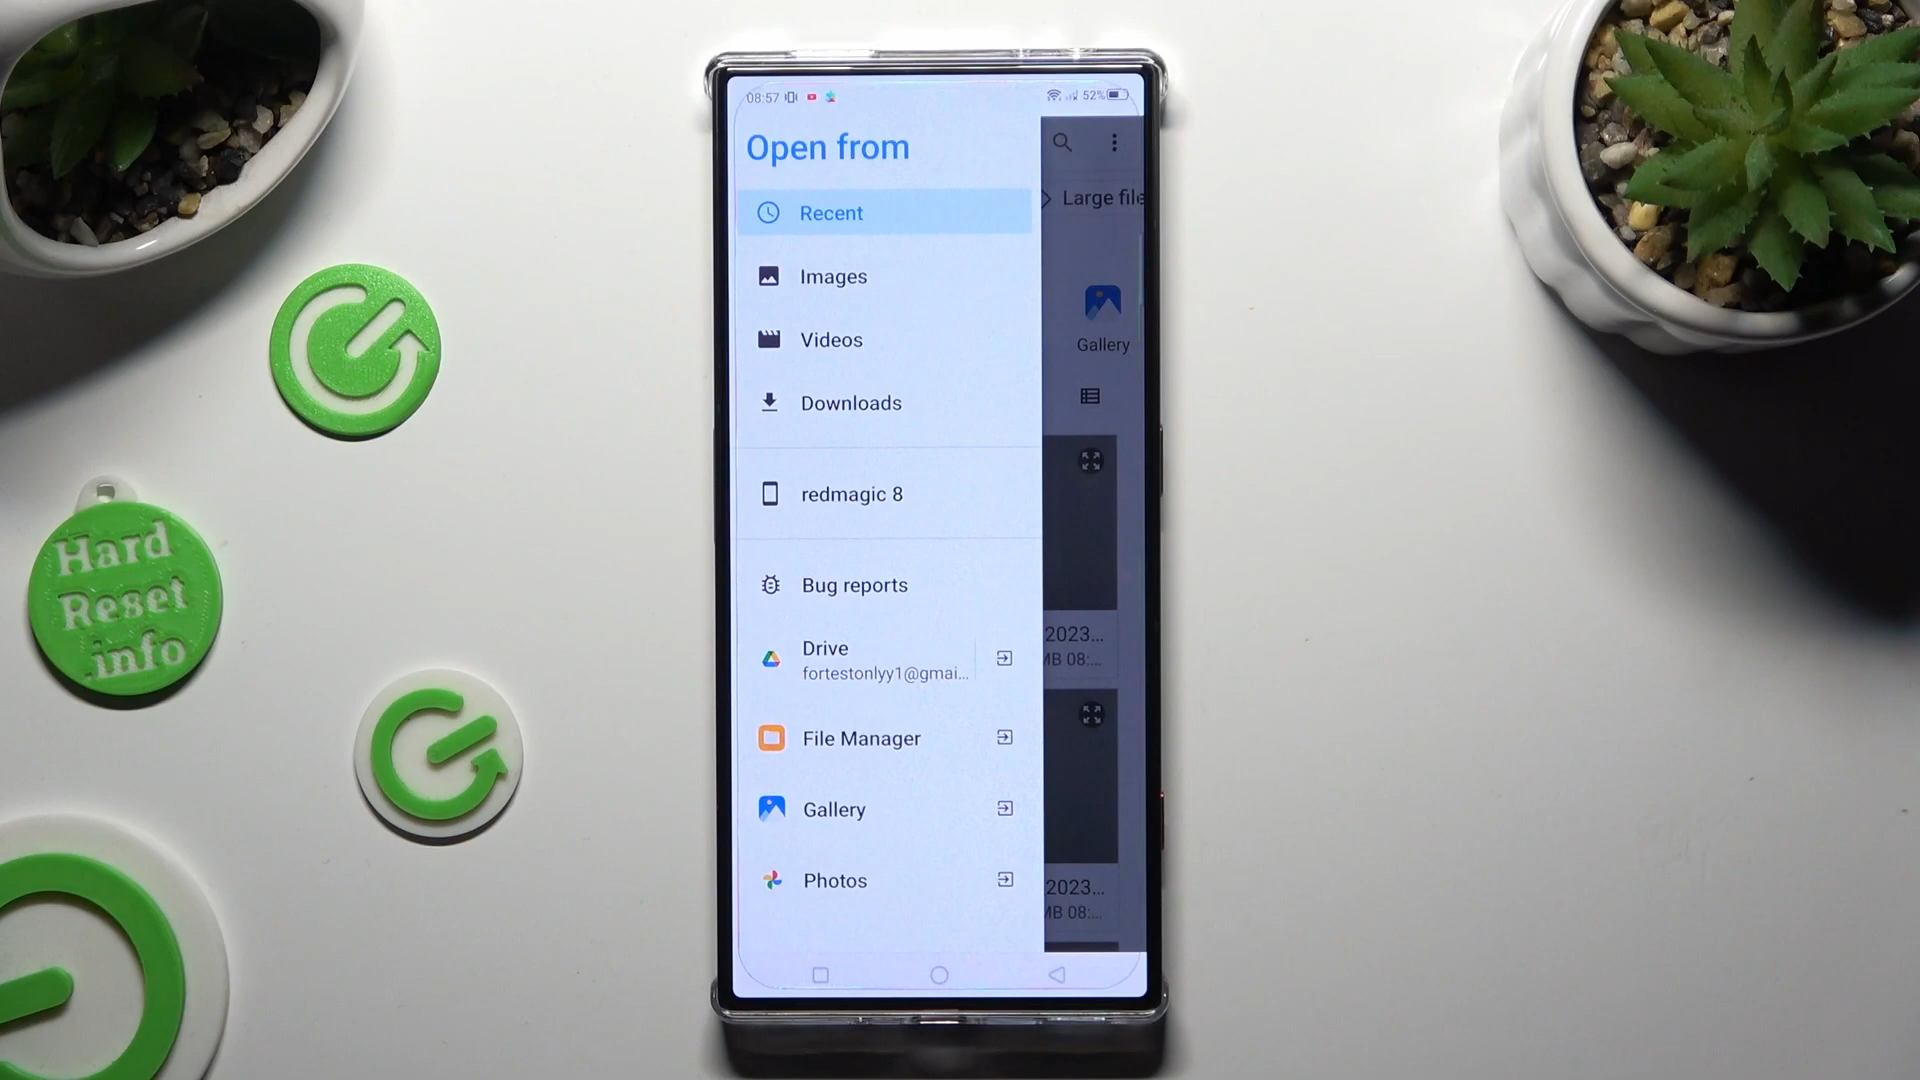 08:57
52%
Open from
Recent
Images
Videos
Downloads
redmagic 8
Bug reports
Drive
fortestonlyy1@gmai...
File Manager
Gallery
Photos
Large file
Gallery
2023...
MB 08:...
2023...
MB 08:...
Hard
Reset
.info